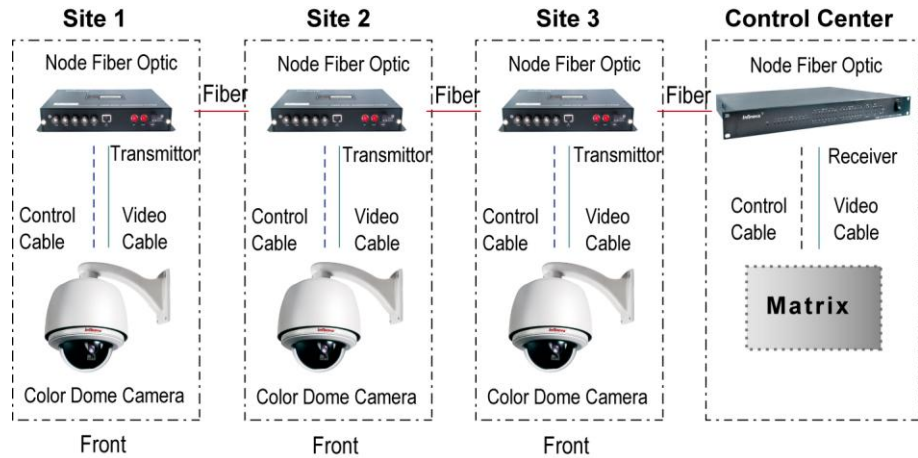 Site 1
Site 2
Site 3
Control Center
Node Fiber Optic
Node Fiber Optic
Node Fiber Optic
Node Fiber Optic
Fiber
Fiber
Fiber
Transmittor
Transmittor
Transmittor
Receiver
Control
Cable
Video
Cable
Control
Cable
Video
Cable
Control
Cable
Video
Cable
Control
Cable
Video
Cable
Matrix
Color Dome Camera
Color Dome Camera
Color Dome Camera
Front
Front
Front